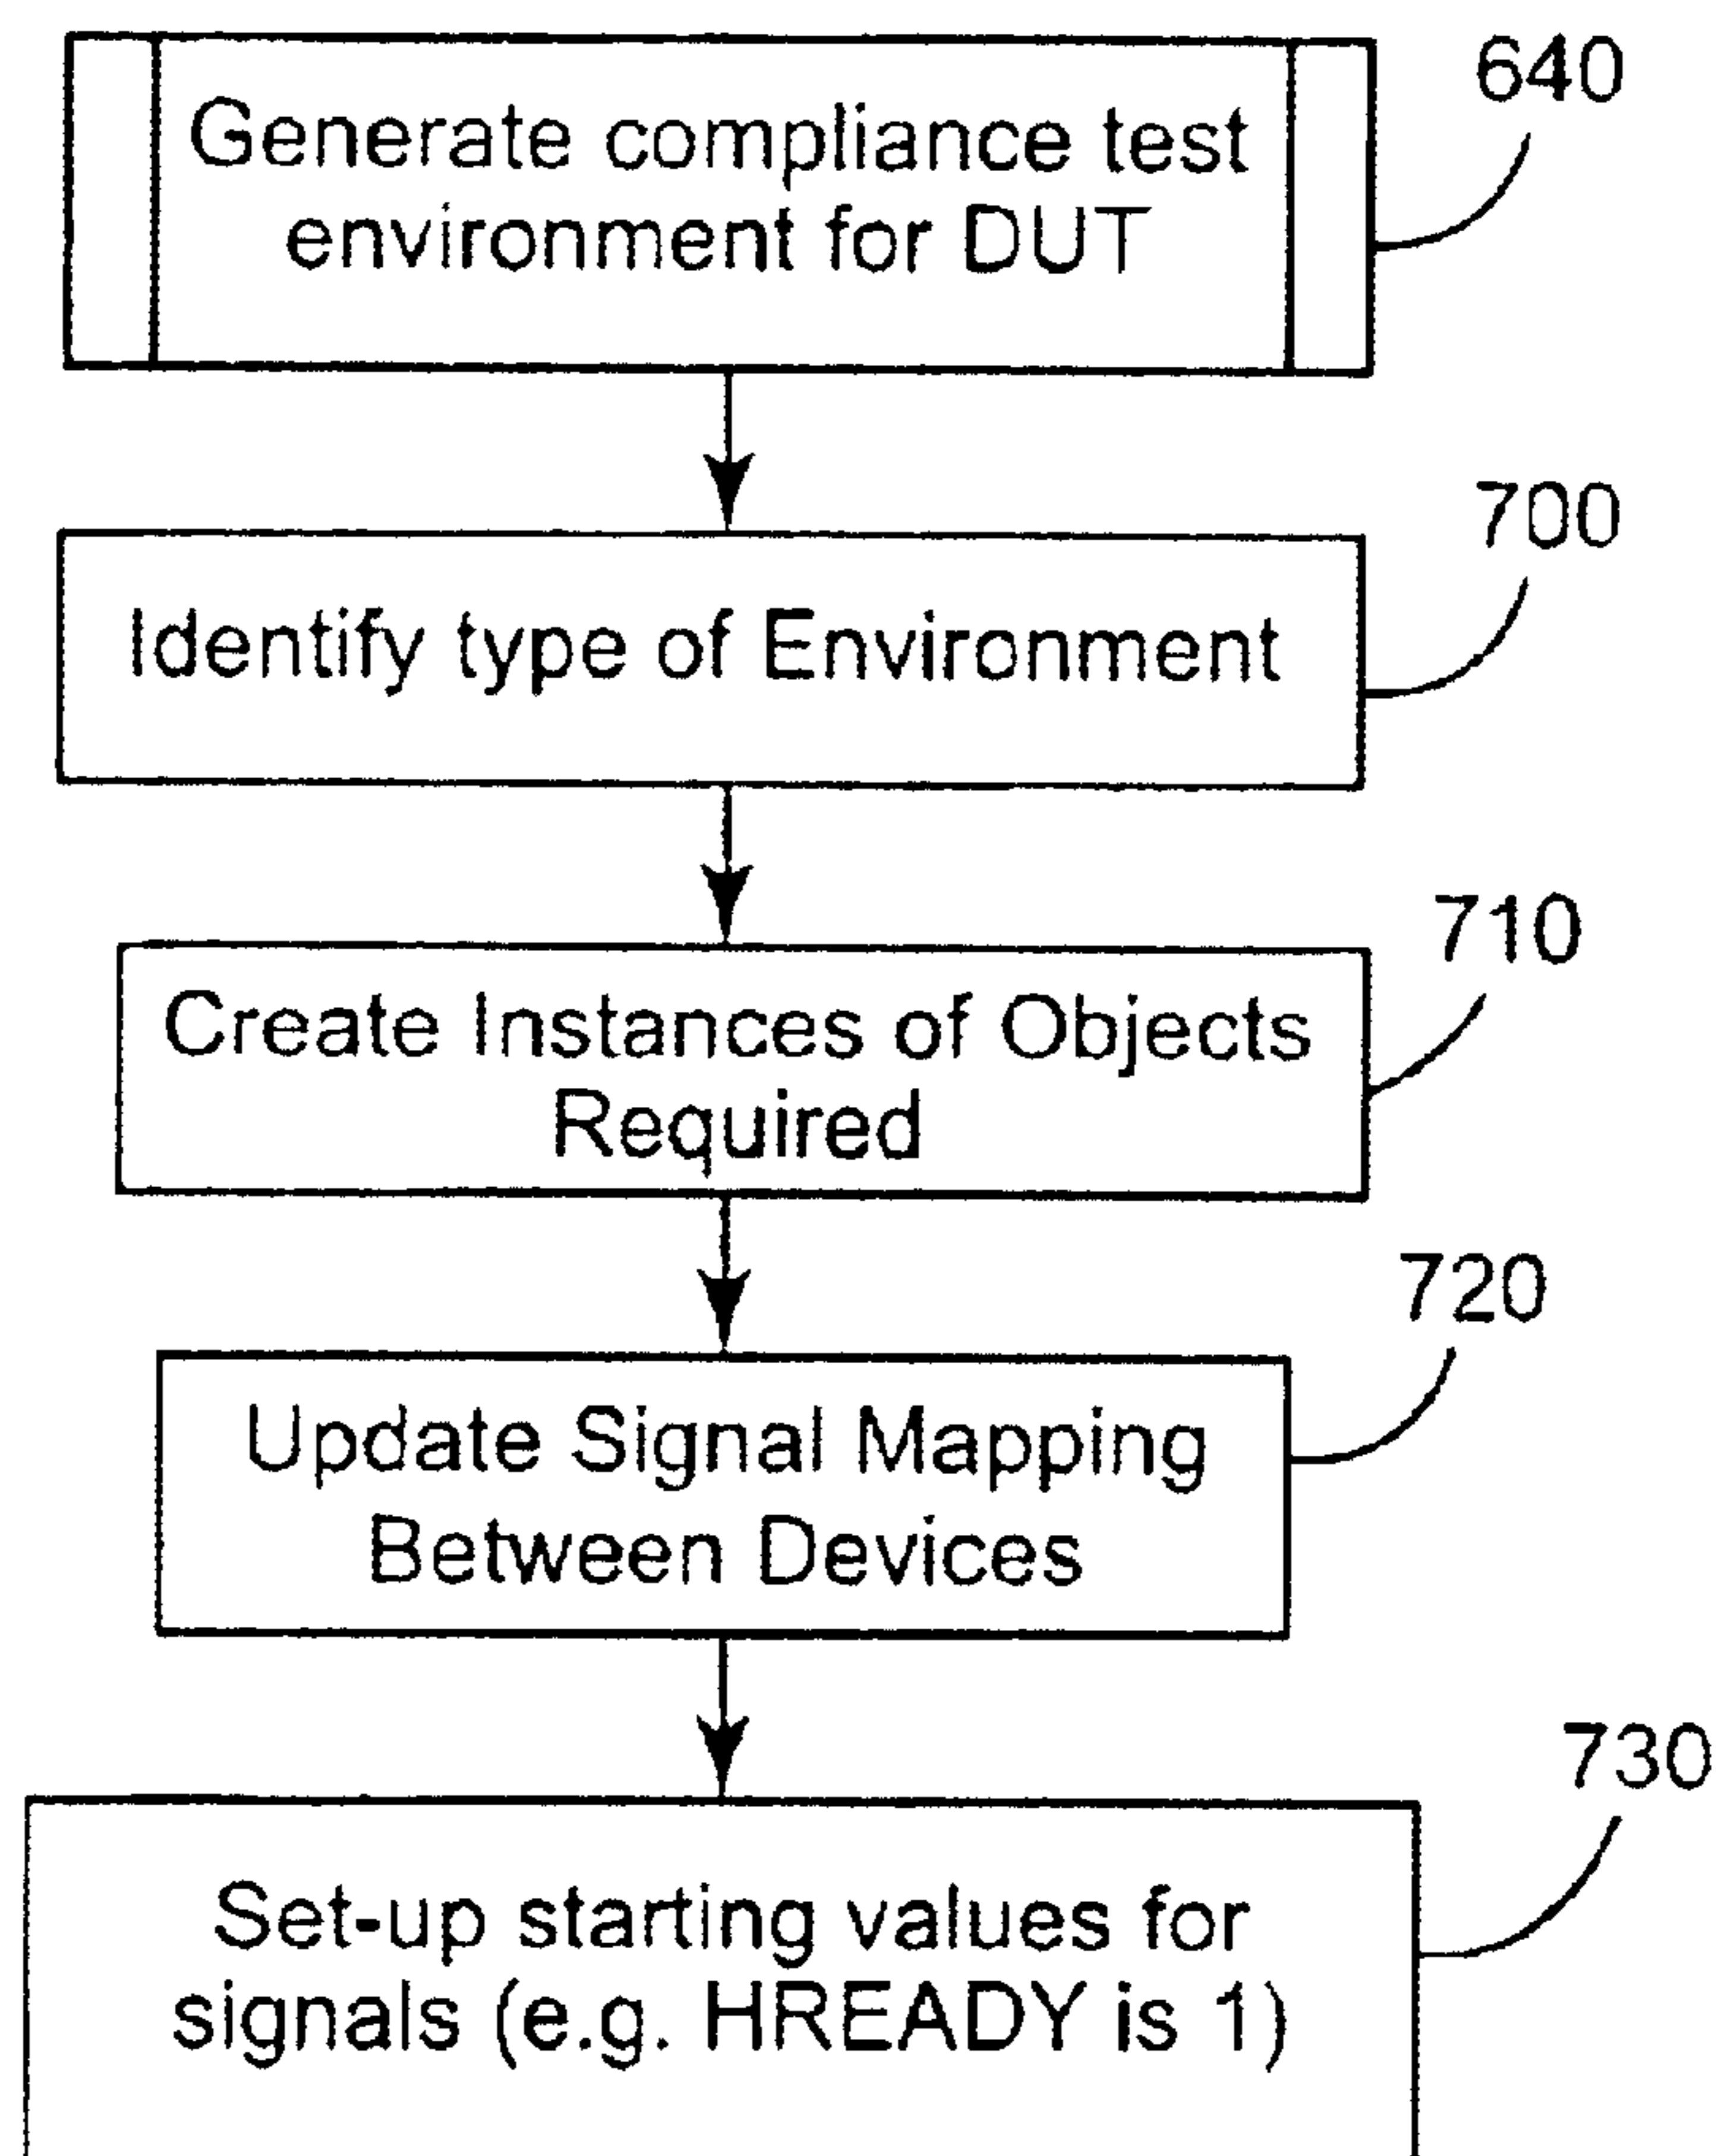 640
Generate compliance test
environment for DUT
700
Identify type of Environment
710
Create Instances of Objects
Required
720
Update Signal Mapping
Between Devices
730
Set-up starting values for
signals (e.g. HREADY is 1)